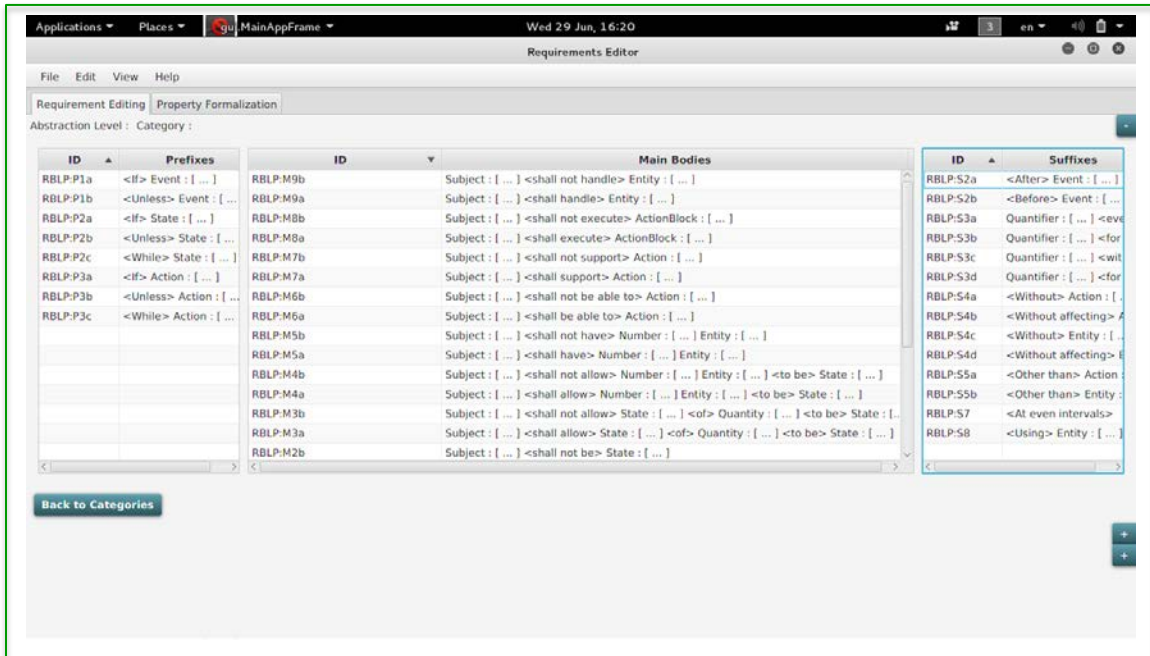 Applications Places gui.MainAppFrame Wed 29 Jun, 16:20 3 en
Requirements Editor
File Edit View Help
Requirement Editing Property Formalization
Abstraction Level : Category : -
ID Prefixes ID Main Bodies ID Suffixes
RBLP:P1a <If> Event : [ ... ] RBLP:M9b Subject : [ ... ] <shall not handle> Entity : [ ... ] RBLP:S2a <After> Event : [ ... ]
RBLP:P1b <Unless> Event : [ ... RBLP:M9a Subject : [ ... ] <shall handle> Entity : [ ... ] RBLP:S2b <Before> Event : [ ...
RBLP:P2a <If> State : [ ... ] RBLP:M8b Subject : [ ... ] <shall not execute> ActionBlock : [ ... ] RBLP:S3a Quantifier : [ ... ] <eve
RBLP:P2b <Unless> State : [ ... RBLP:M8a Subject : [ ... ] <shall execute> ActionBlock : [ ... ] RBLP:S3b Quantifier : [ ... ] <for
RBLP:P2c <While> State : [ ... ] RBLP:M7b Subject : [ ... ] <shall not support> Action : [ ... ] RBLP:S3c Quantifier : [ ... ] <wit
RBLP:P3a <If> Action : [ ... ] RBLP:M7a Subject : [ ... ] <shall support> Action : [ ... ] RBLP:S3d Quantifier : [ ... ] <for
RBLP:P3b <Unless> Action : [ ... RBLP:M6b Subject : [ ... ] <shall not be able to> Action : [ ... ] RBLP:S4a <Without> Action : [ .
RBLP:P3c <While> Action : [ ... RBLP:M6a Subject : [ ... ] <shall be able to> Action : [ ... ] RBLP:S4b <Without affecting> A
RBLP:M5b Subject : [ ... ] <shall not have> Number : [ ... ] Entity : [ ... ] RBLP:S4c <Without> Entity : [ .
RBLP:M5a Subject : [ ... ] <shall have> Number : [ ... ] Entity : [ ... ] RBLP:S4d <Without affecting> E
RBLP:M4b Subject : [ ... ] <shall not allow> Number : [ ... ] Entity : [ ... ] <to be> State : [ ... ] RBLP:S5a <Other than> Action :
RBLP:M4a Subject : [ ... ] <shall allow> Number : [ ... ] Entity : [ ... ] <to be> State : [ ... ] RBLP:S5b <Other than> Entity :
RBLP:M3b Subject : [ ... ] <shall not allow> State : [ ... ] <of> Quantity : [ ... ] <to be> State : [.. RBLP:S7 <At even intervals>
RBLP:M3a Subject : [ ... ] <shall allow> State : [ ... ] <of> Quantity : [ ... ] <to be> State : [ ... ] RBLP:S8 <Using> Entity : [ ... ]
RBLP:M2b Subject : [ ... ] <shall not be> State : [ ... ]
Back to Categories
+
+